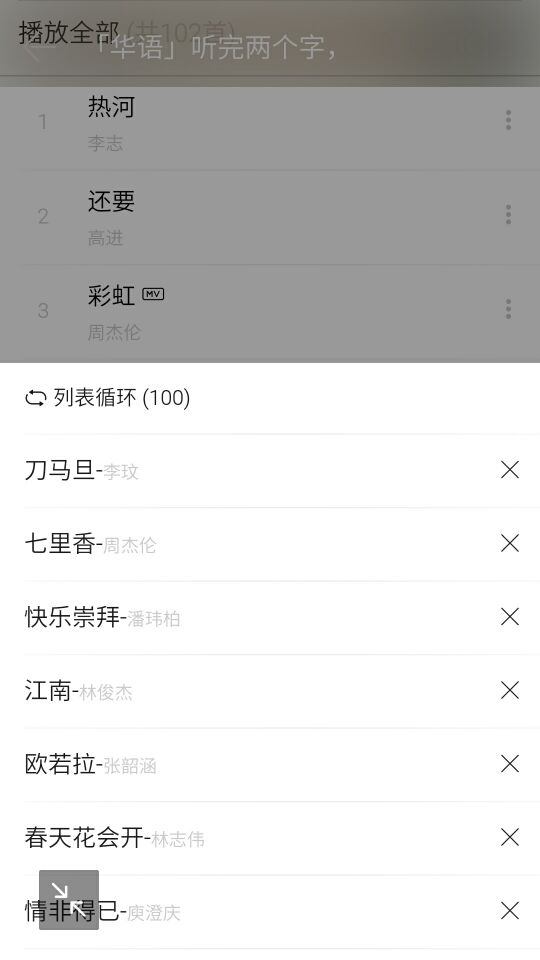 播放全部 (共102首)
「华语」听完两个字，
1
热河
李志
2
还要
高进
3
彩虹 MV
周杰伦
列表循环 (100)
刀马旦-李玟
七里香-周杰伦
快乐崇拜-潘玮柏
江南-林俊杰
欧若拉-张韶涵
春天花会开-林志伟
情非得已-庾澄庆